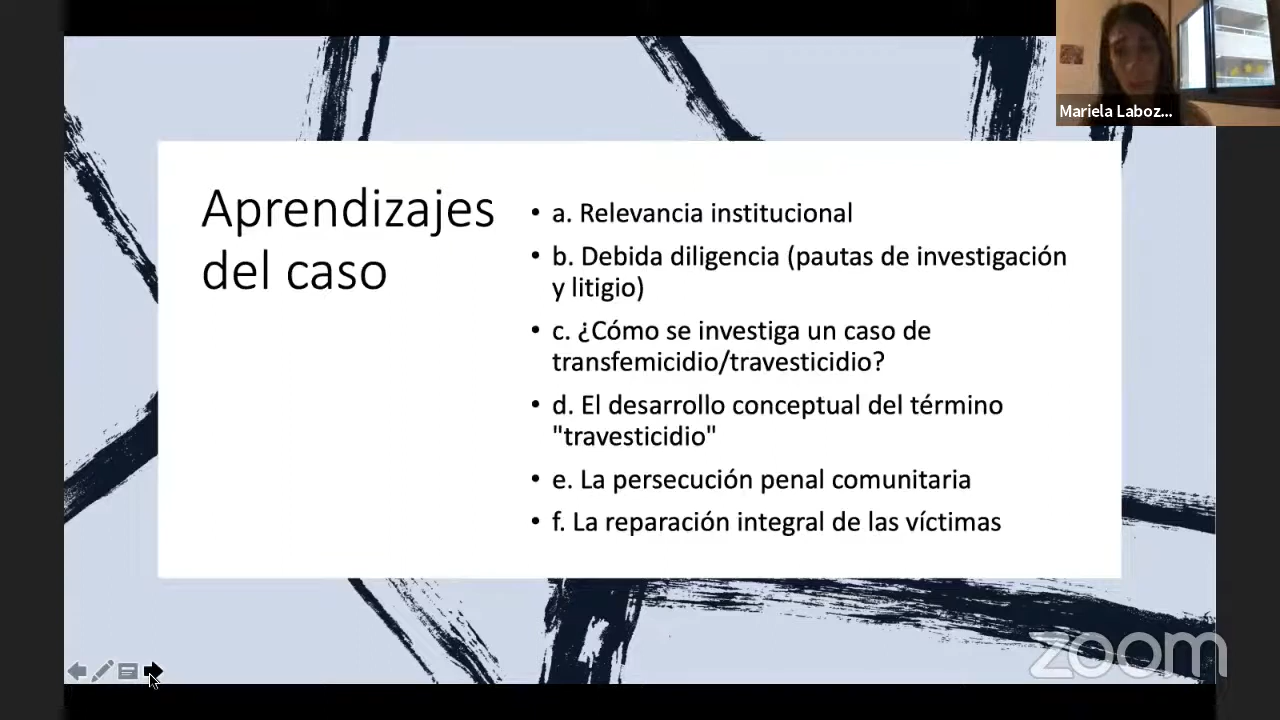 Mariela Laboz...
Aprendizajes
del caso
• a. Relevancia institucional
• b. Debida diligencia (pautas de investigación
y litigio)
• c. ¿Cómo se investiga un caso de
transfemicidio/travesticidio?
• d. El desarrollo conceptual del término
"travesticidio"
• e. La persecución penal comunitaria
• f. La reparación integral de las víctimas
zoom